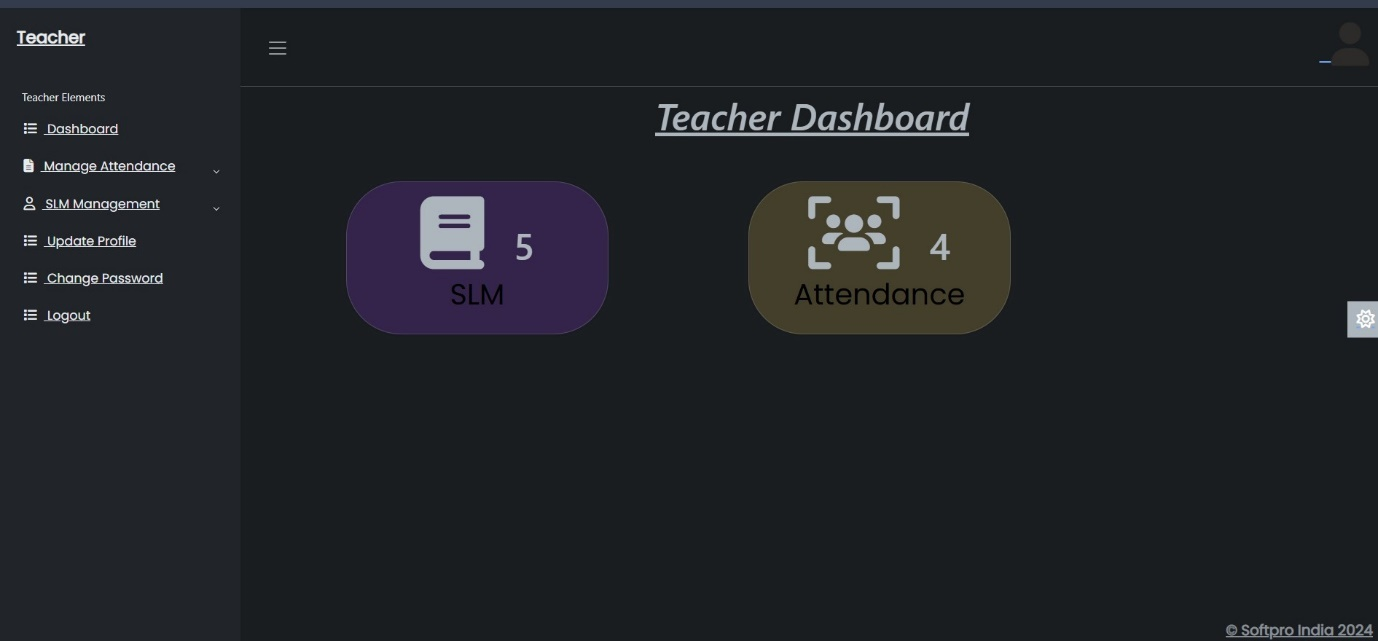 Teacher
Teacher Elements
Dashboard
Manage Attendance
SLM Management
Update Profile
Change Password
Logout
Teacher Dashboard
5
SLM
4
Attendance
© Softpro India 2024